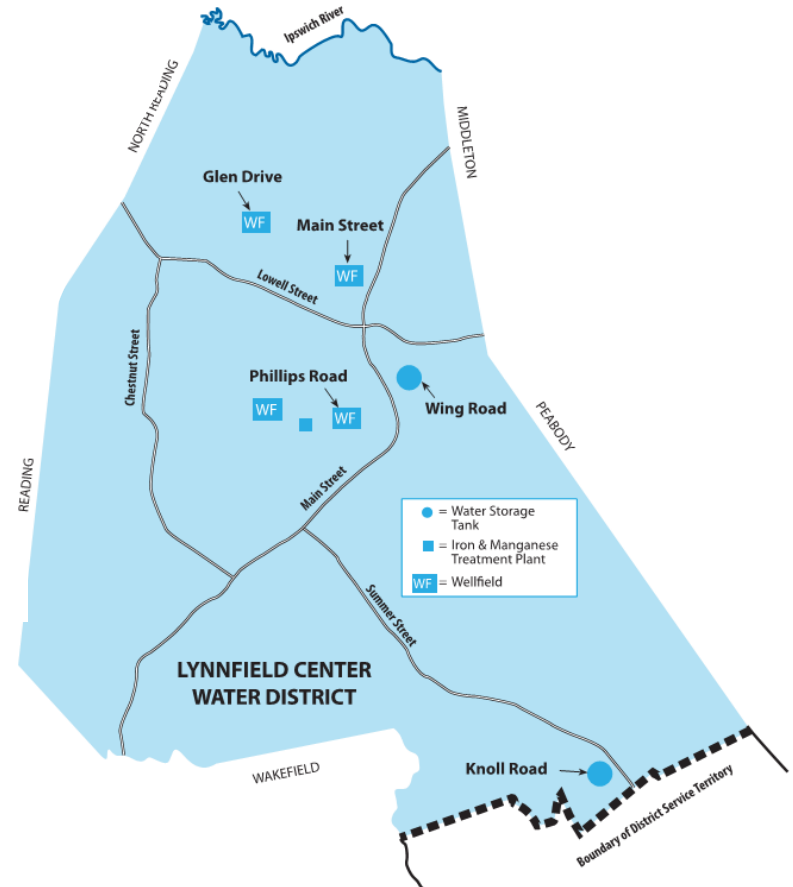 Ipswich River
NORTH READING
MIDDLETON
Glen Drive
WF
Main Street
WF
Lowell Street
Chestnut Street
Phillips Road
WF
WF
Wing Road
PEABODY
READING
Main Street
= Water Storage
Tank
= Iron & Manganese
Treatment Plant
WF = Wellfield
Summer Street
LYNNFIELD CENTER
WATER DISTRICT
WAKEFIELD
Knoll Road
Boundary of District Service Territory